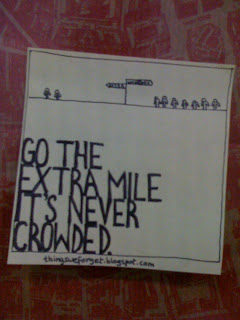 GO THE
EXTRA MILE
IT'S NEVER
CROWDED.
thingsweforget.blogspot.com